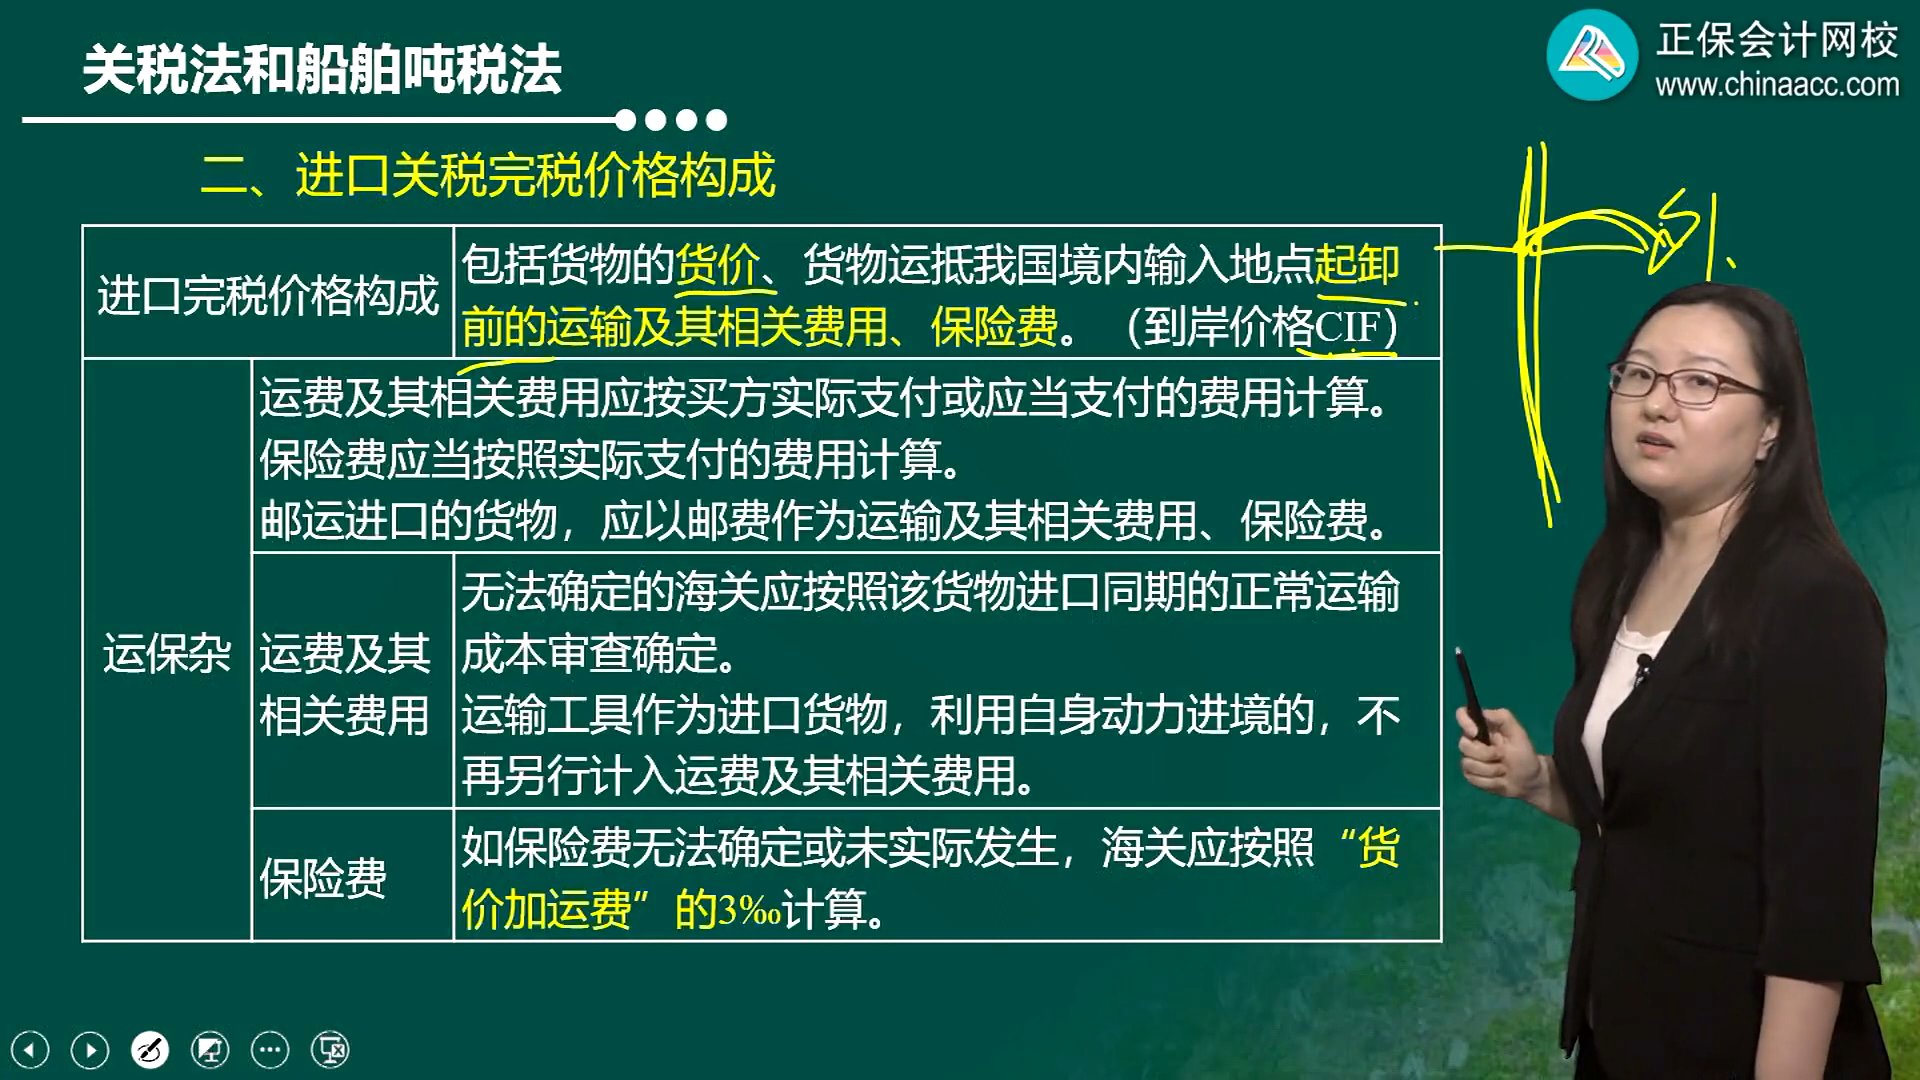 关税法和船舶吨税法
正保会计网校
www.chinaacc.com
二、进口关税完税价格构成
进口完税价格构成
包括货物的货价、货物运抵我国境内输入地点起卸
前的运输及其相关费用、保险费。（到岸价格CIF）
运保杂
运费及其相关费用应按买方实际支付或应当支付的费用计算。
保险费应当按照实际支付的费用计算。
邮运进口的货物，应以邮费作为运输及其相关费用、保险费。
运费及其
相关费用
无法确定的海关应按照该货物进口同期的正常运输
成本审查确定。
运输工具作为进口货物，利用自身动力进境的，不
再另行计入运费及其相关费用。
保险费
如保险费无法确定或未实际发生，海关应按照“货
价加运费”的3‰计算。